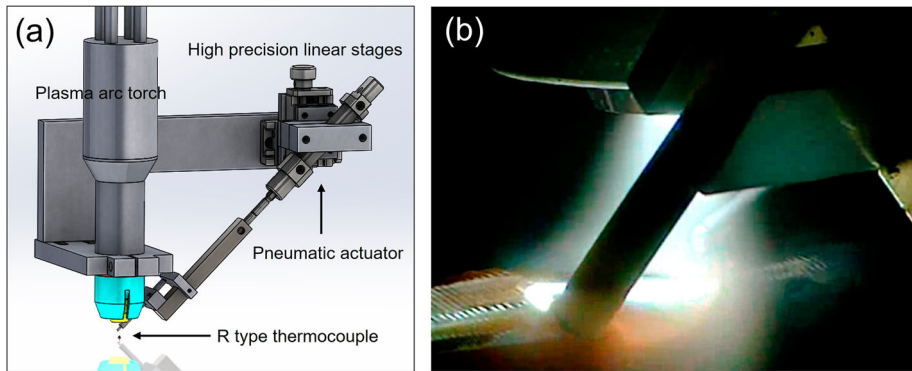 (a)
High precision linear stages
Plasma arc torch
Pneumatic actuator
R type thermocouple
(b)